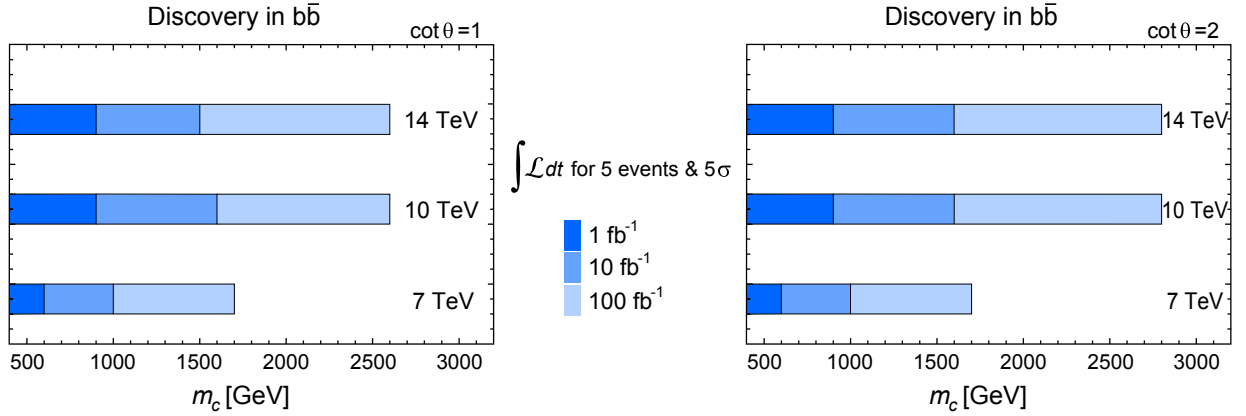 Discovery in bb̄
cot θ=1
14 TeV
10 TeV
7 TeV
500 1000 1500 2000 2500 3000
m_c [GeV]
∫ℒdt for 5 events & 5σ
1 fb⁻¹
10 fb⁻¹
100 fb⁻¹
Discovery in bb̄
cot θ=2
14 TeV
10 TeV
7 TeV
500 1000 1500 2000 2500 3000
m_c [GeV]